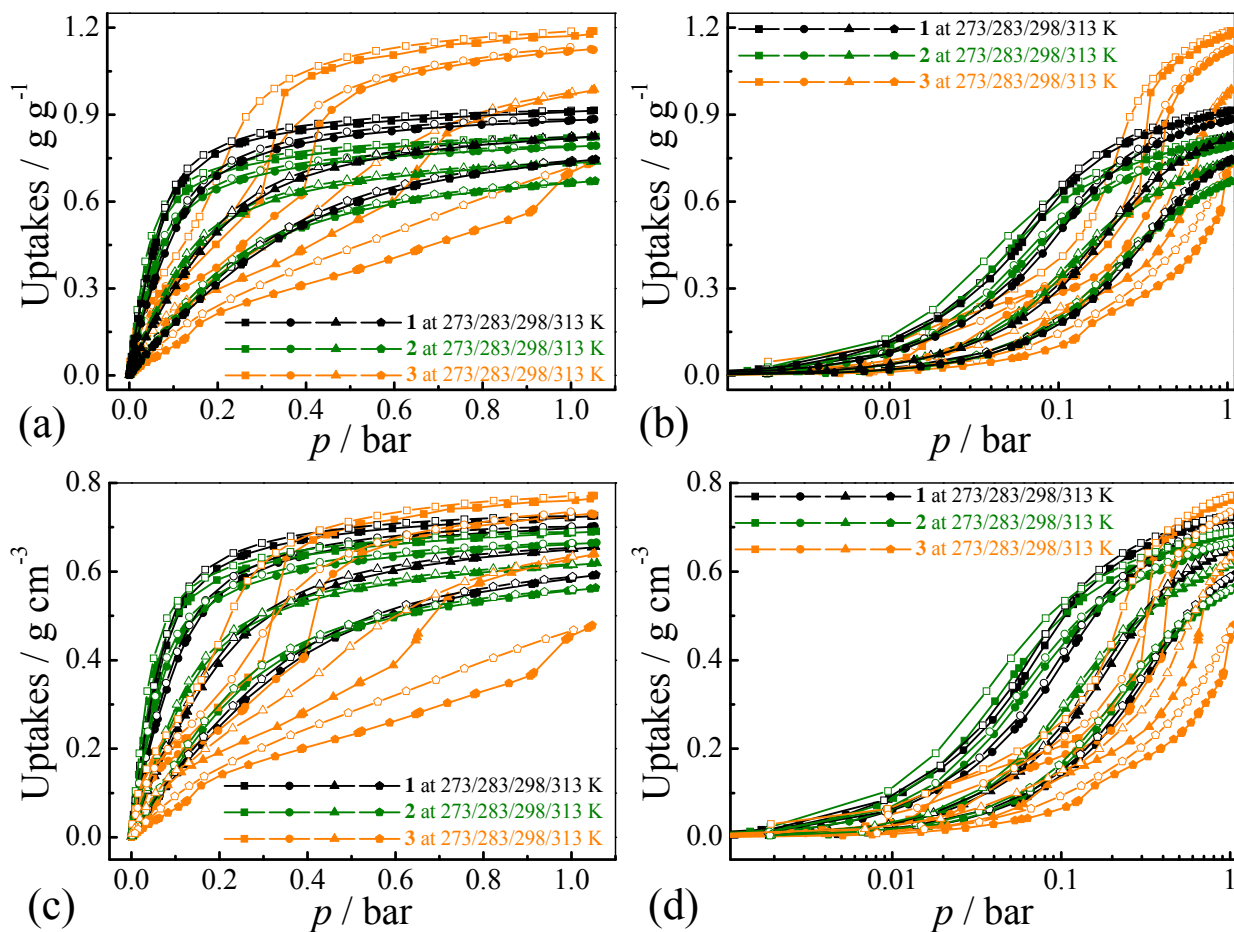 1.2
0.9
0.6
0.3
0.0
Uptakes / g g⁻¹
1 at 273/283/298/313 K
2 at 273/283/298/313 K
3 at 273/283/298/313 K
0.0 0.2 0.4 0.6 0.8 1.0
(a)
p / bar
1.2
0.9
0.6
0.3
0.0
Uptakes / g g⁻¹
1 at 273/283/298/313 K
2 at 273/283/298/313 K
3 at 273/283/298/313 K
0.01 0.1 1
(b)
p / bar
0.8
0.6
0.4
0.2
0.0
Uptakes / g cm⁻³
1 at 273/283/298/313 K
2 at 273/283/298/313 K
3 at 273/283/298/313 K
0.0 0.2 0.4 0.6 0.8 1.0
(c)
p / bar
0.8
0.6
0.4
0.2
0.0
Uptakes / g cm⁻³
1 at 273/283/298/313 K
2 at 273/283/298/313 K
3 at 273/283/298/313 K
0.01 0.1 1
(d)
p / bar